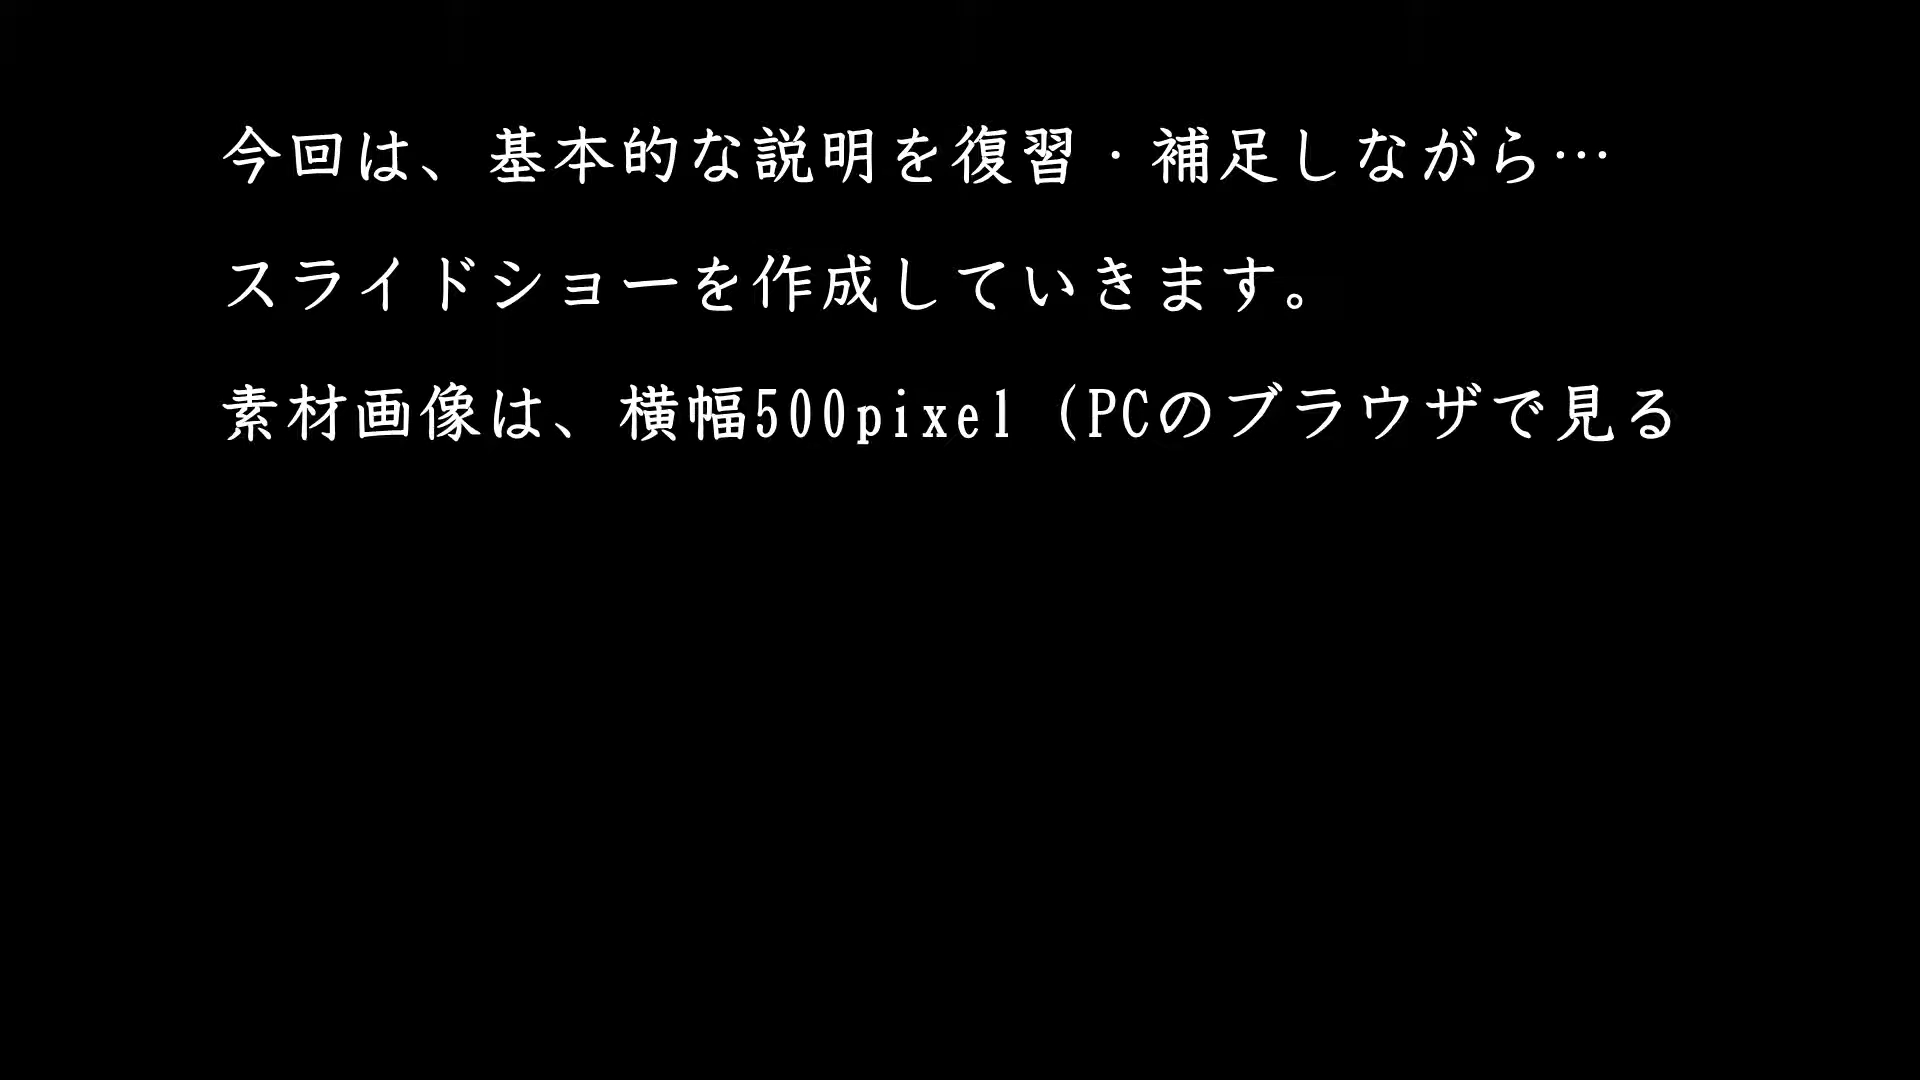 今回は、基本的な説明を復習・補足しながら…
スライドショーを作成していきます。
素材画像は、横幅500pixel（PCのブラウザで見る